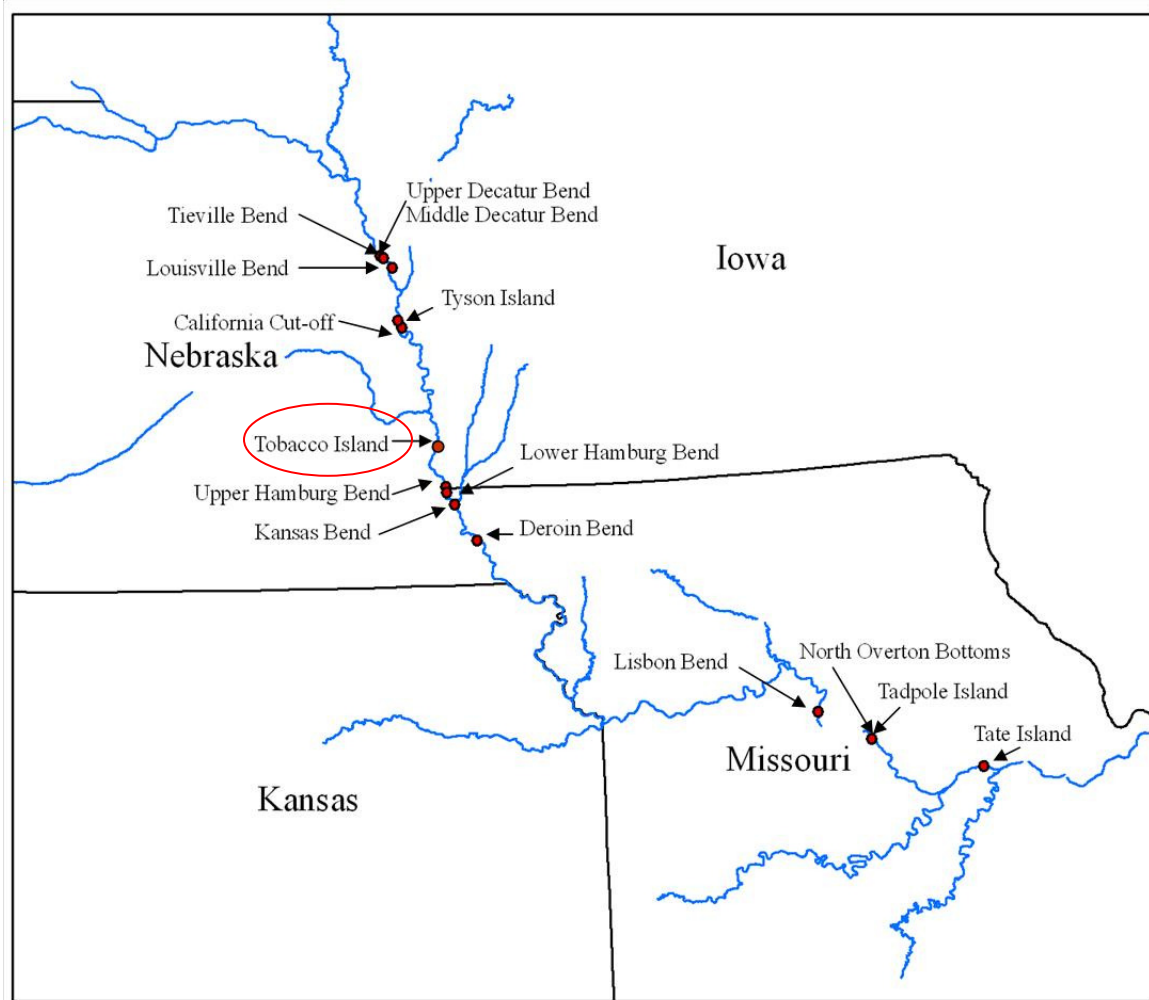 Upper Decatur Bend
Middle Decatur Bend
Tieville Bend
Louisville Bend
Iowa
Tyson Island
California Cut-off
Nebraska
Tobacco Island
Lower Hamburg Bend
Upper Hamburg Bend
Kansas Bend
Deroin Bend
North Overton Bottoms
Lisbon Bend
Tadpole Island
Tate Island
Missouri
Kansas